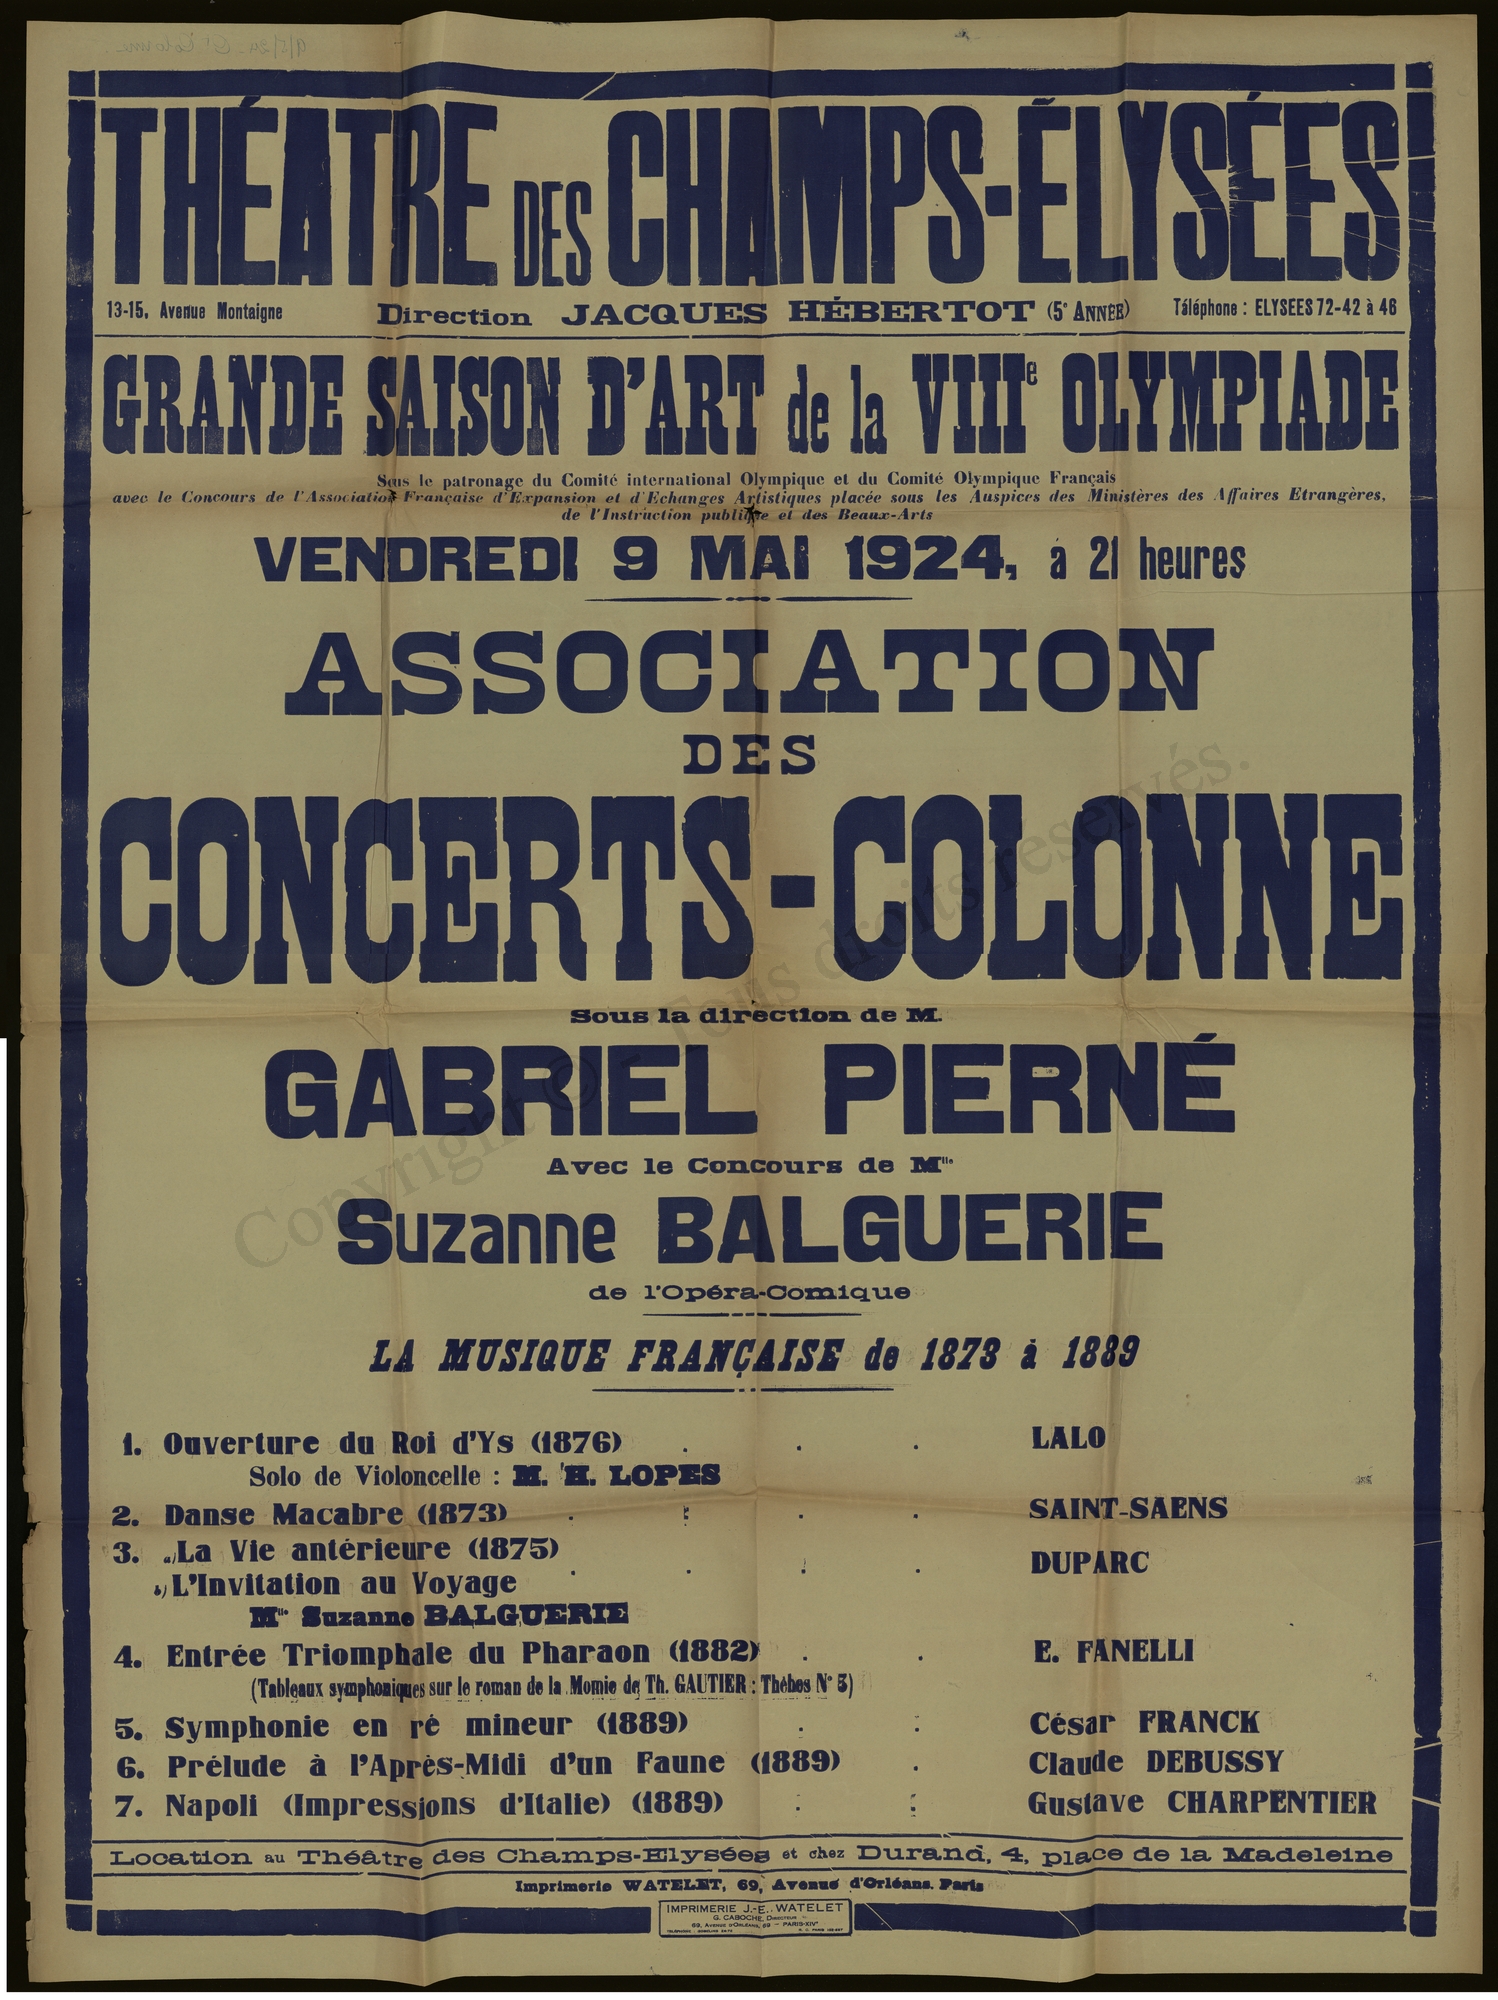 THÉATRE DES CHAMPS-ÉLYSÉES
13-15, Avenue Montaigne Direction JACQUES HÉBERTOT (5e ANNÉE) Téléphone : ELYSEES 72-42 à 46
GRANDE SAISON D'ART de la VIIIe OLYMPIADE
Sous le patronage du Comité international Olympique et du Comité Olympique Français
avec le Concours de l'Association Française d'Expansion et d'Echanges Artistiques placée sous les Auspices des Ministères des Affaires Etrangères,
de l'Instruction publique et des Beaux-Arts
VENDREDI 9 MAI 1924, à 21 heures
ASSOCIATION
DES
CONCERTS-COLONNE
Sous la direction de M.
GABRIEL PIERNÉ
Avec le Concours de Mlle
Suzanne BALGUERIE
de l'Opéra-Comique
LA MUSIQUE FRANÇAISE de 1873 à 1889
1. Ouverture du Roi d'Ys (1876) . . . LALO
Solo de Violoncelle : M. H. LOPES
2. Danse Macabre (1873) . . . . SAINT-SAENS
3. a) La Vie antérieure (1875)
b) L'Invitation au Voyage . . . . DUPARC
Mlle Suzanne BALGUERIE
4. Entrée Triomphale du Pharaon (1882) . . E. FANELLI
(Tableaux symphoniques sur le roman de la Momie de Th. GAUTIER : Thèbes N° 3)
5. Symphonie en ré mineur (1889) . . César FRANCK
6. Prélude à l'Après-Midi d'un Faune (1889) . Claude DEBUSSY
7. Napoli (Impressions d'Italie) (1889) . . Gustave CHARPENTIER
Location au Théâtre des Champs-Elysées et chez Durand, 4, place de la Madeleine
Imprimerie WATELET, 69, Avenue d'Orléans. Paris
IMPRIMERIE J.-E. WATELET
G. CABOCHE, Directeur
69, Avenue d'Orléans, 69 — PARIS-XIVe
Copyright © - Tous droits réservés.